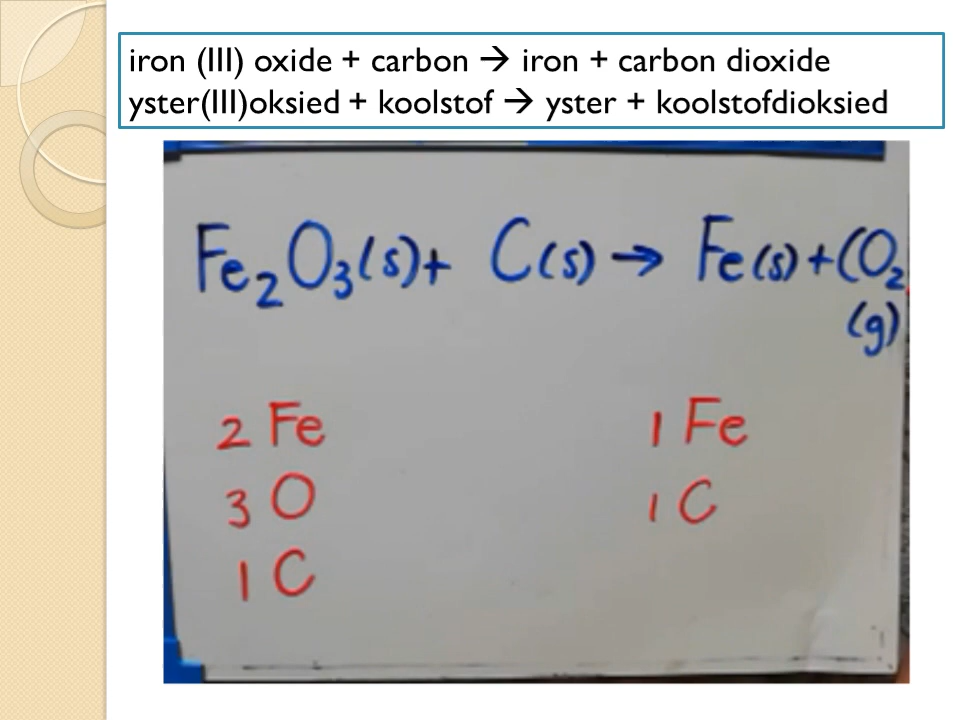 iron (III) oxide + carbon → iron + carbon dioxide
yster(III)oksied + koolstof → yster + koolstofdioksied
Fe₂O₃(s) + C(s) → Fe(s) + CO₂
(g)
2 Fe 1 Fe
3 O 1 C
1 C